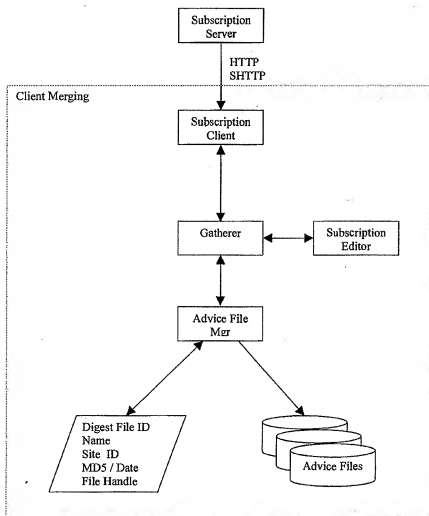 Subscription
Server
HTTP
SHTTP
Client Merging
Subscription
Client
Gatherer
Subscription
Editor
Advice File
Mgr
Digest File ID
Name
Site ID
MD5 / Date
File Handle
Advice Files